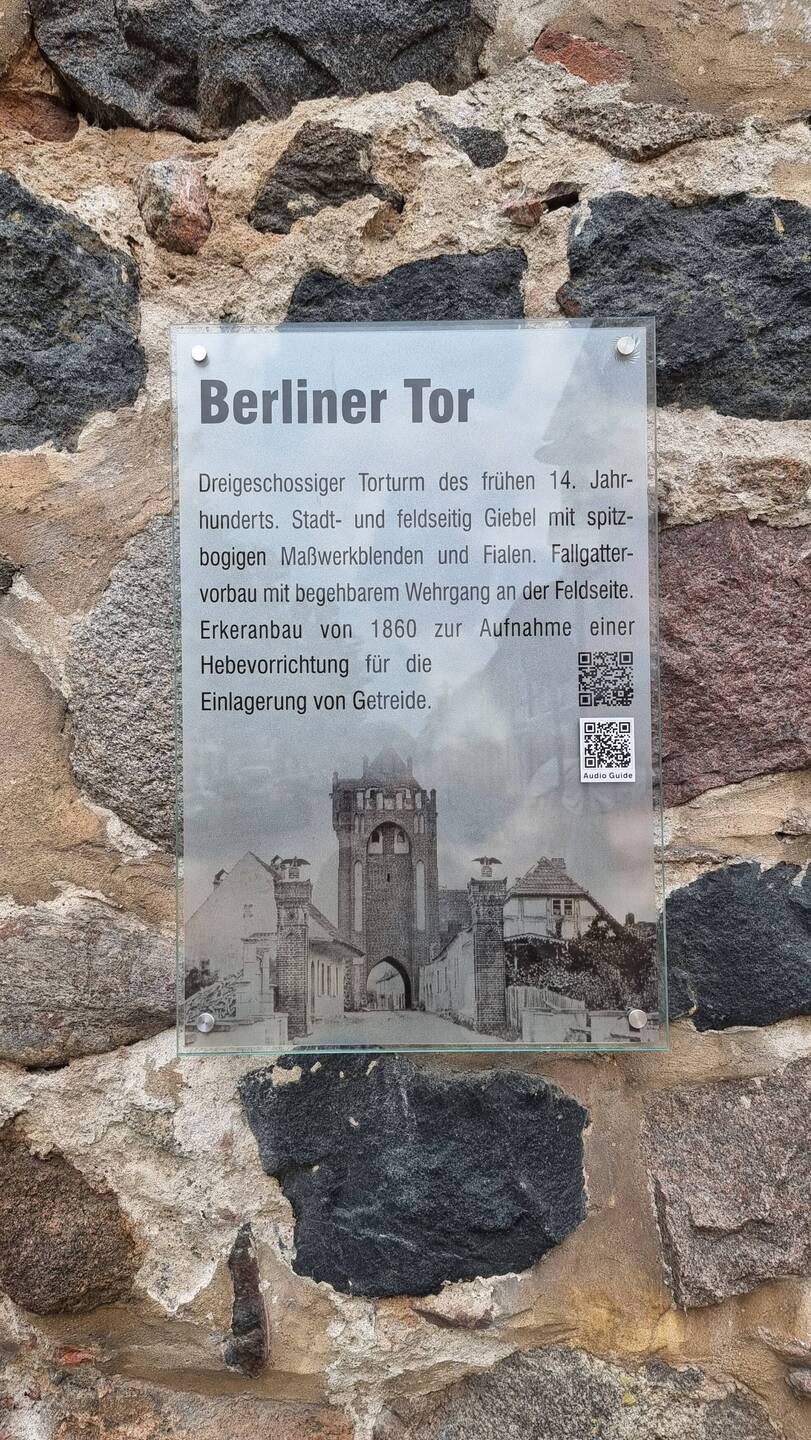 Berliner Tor
Dreigeschossiger Torturm des frühen 14. Jahr-
hunderts. Stadt- und feldseitig Giebel mit spitz-
bogigen Maßwerkblenden und Fialen. Fallgatter-
vorbau mit begehbarem Wehrgang an der Feldseite.
Erkeranbau von 1860 zur Aufnahme einer
Hebevorrichtung für die
Einlagerung von Getreide.
Audio Guide